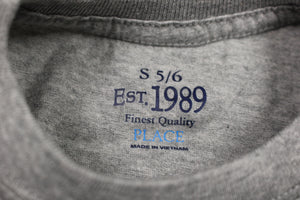 S 5/6
EST. 1989
Finest Quality
PLACE
MADE IN VIETNAM